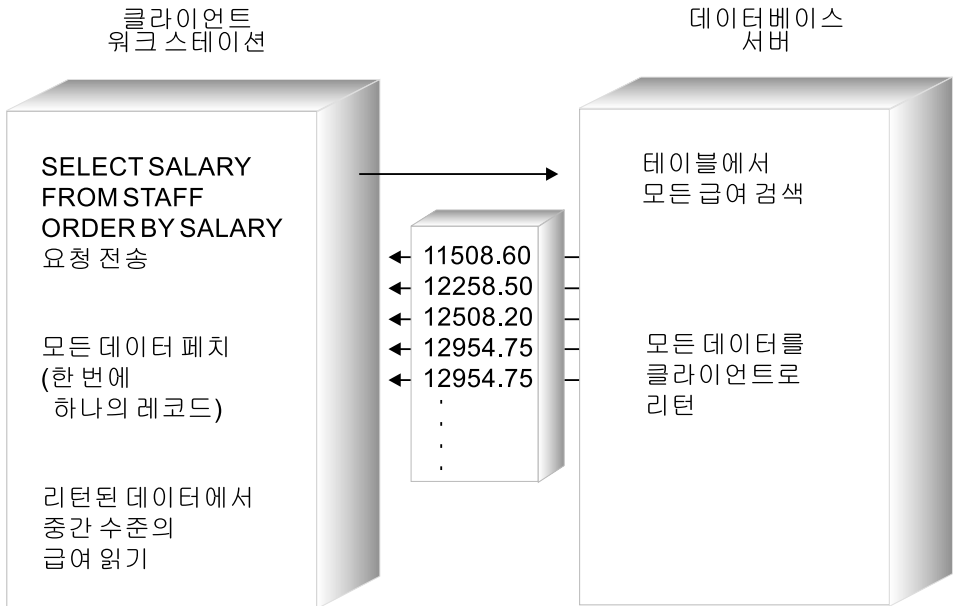 클라이언트
워크 스테이션
데이터베이스
서버
SELECT SALARY
FROM STAFF
ORDER BY SALARY
요청 전송
모든 데이터 페치
(한 번에
하나의 레코드)
리턴된 데이터에서
중간 수준의
급여 읽기
11508.60
12258.50
12508.20
12954.75
12954.75
.
.
.
.
테이블에서
모든 급여 검색
모든 데이터를
클라이언트로
리턴